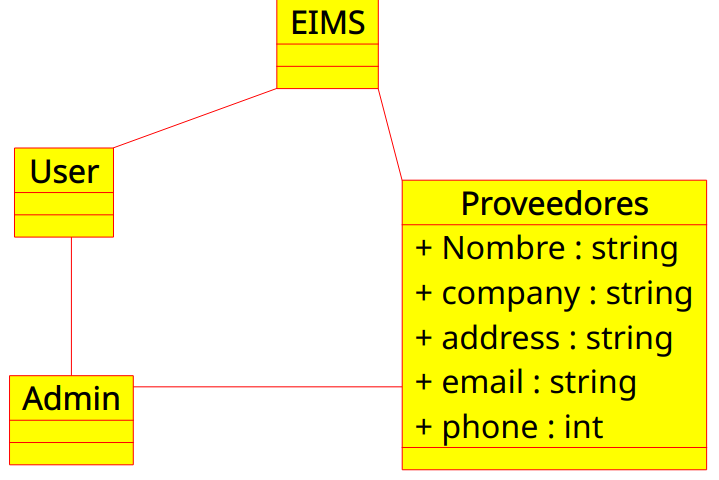 EIMS
User
Proveedores
+ Nombre : string
+ company : string
+ address : string
+ email : string
+ phone : int
Admin